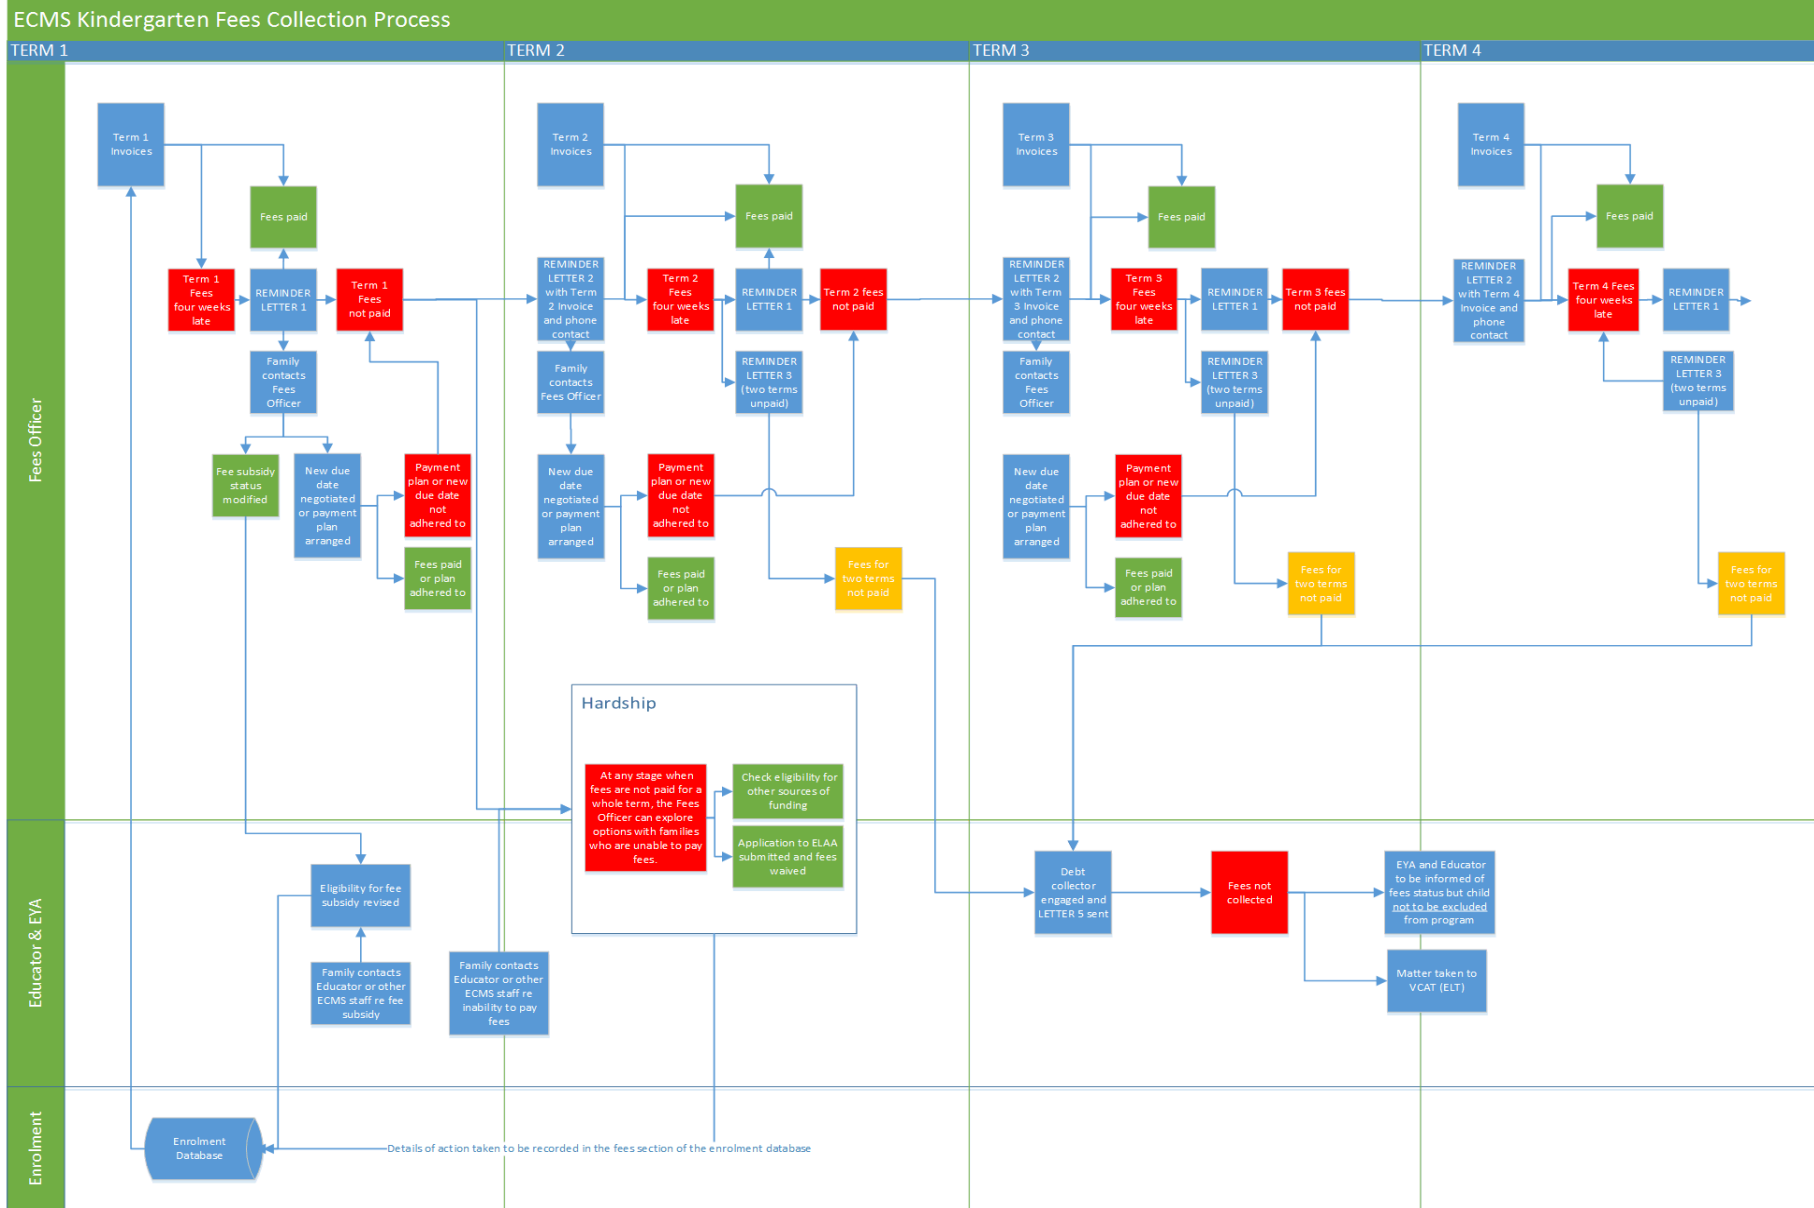 ECMS Kindergarten Fees Collection Process
TERM 1
TERM 2
TERM 3
TERM 4
Fees Officer
Term 1
Invoices
Fees paid
Term 1
Fees
four weeks
late
REMINDER
LETTER 1
Term 1
Fees
not paid
Family
contacts
Fees
Officer
Fee subsidy
status
modified
New due
date
negotiated
or payment
plan
arranged
Payment
plan or new
due date
not
adhered to
Fees paid
or plan
adhered to
Term 2
Invoices
Fees paid
REMINDER
LETTER 2
with Term
2 Invoice
and phone
contact
Term 2
Fees
four weeks
late
REMINDER
LETTER 1
Term 2 fees
not paid
Family
contacts
Fees Officer
REMINDER
LETTER 3
(two terms
unpaid)
New due
date
negotiated
or payment
plan
arranged
Payment
plan or new
due date
not
adhered to
Fees paid
or plan
adhered to
Fees for
two terms
not paid
Term 3
Invoices
Fees paid
REMINDER
LETTER 2
with Term
3 Invoice
and phone
contact
Term 3
Fees
four weeks
late
REMINDER
LETTER 1
Term 3 fees
not paid
Family
contacts
Fees
Officer
REMINDER
LETTER 3
(two terms
unpaid)
New due
date
negotiated
or payment
plan
arranged
Payment
plan or new
due date
not
adhered to
Fees paid
or plan
adhered to
Fees for
two terms
not paid
Term 4
Invoices
Fees paid
REMINDER
LETTER 2
with Term 4
Invoice and
phone
contact
Term 4 Fees
four weeks
late
REMINDER
LETTER 1
REMINDER
LETTER 3
(two terms
unpaid)
Fees for
two terms
not paid
Hardship
At any stage when
fees are not paid for a
whole term, the Fees
Officer can explore
options with families
who are unable to pay
fees.
Check eligibility for
other sources of
funding
Application to ELAA
submitted and fees
waived
Educator & EYA
Eligibility for fee
subsidy revised
Family contacts
Educator or other
ECMS staff re fee
subsidy
Family contacts
Educator or other
ECMS staff re
inability to pay
fees
Debt
collector
engaged and
LETTER 5 sent
Fees not
collected
EYA and Educator
to be informed of
fees status but child
not to be excluded
from program
Matter taken to
VCAT (ELT)
Enrolment
Enrolment
Database
Details of action taken to be recorded in the fees section of the enrolment database